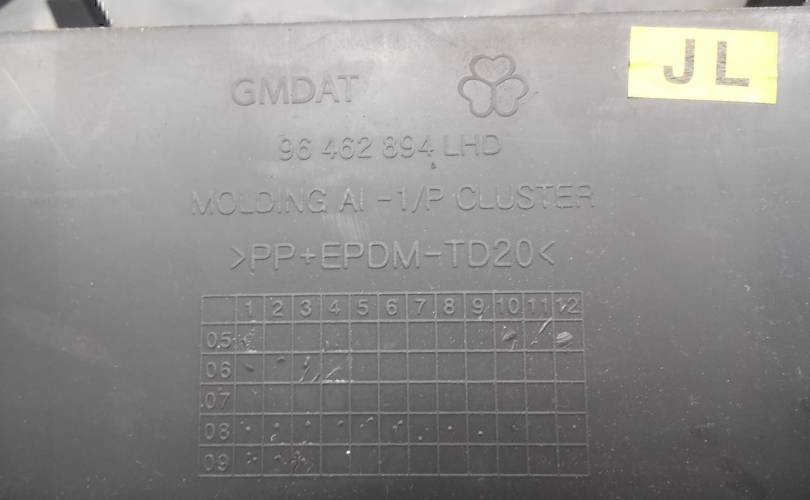 GMDAT
JL
96 462 894 LHD
MOLDING AI -1/P CLUSTER
>PP+EPDM-TD20<
1 2 3 4 5 6 7 8 9 10 11 12
05
06
07
08
09